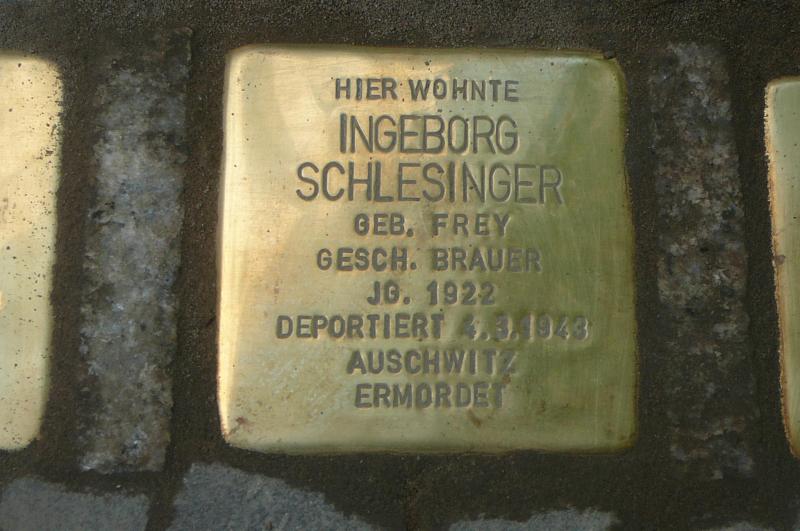 HIER WOHNTE
INGEBORG
SCHLESINGER
GEB. FREY
GESCH. BRAUER
JG. 1922
DEPORTIERT 4.3.1943
AUSCHWITZ
ERMORDET